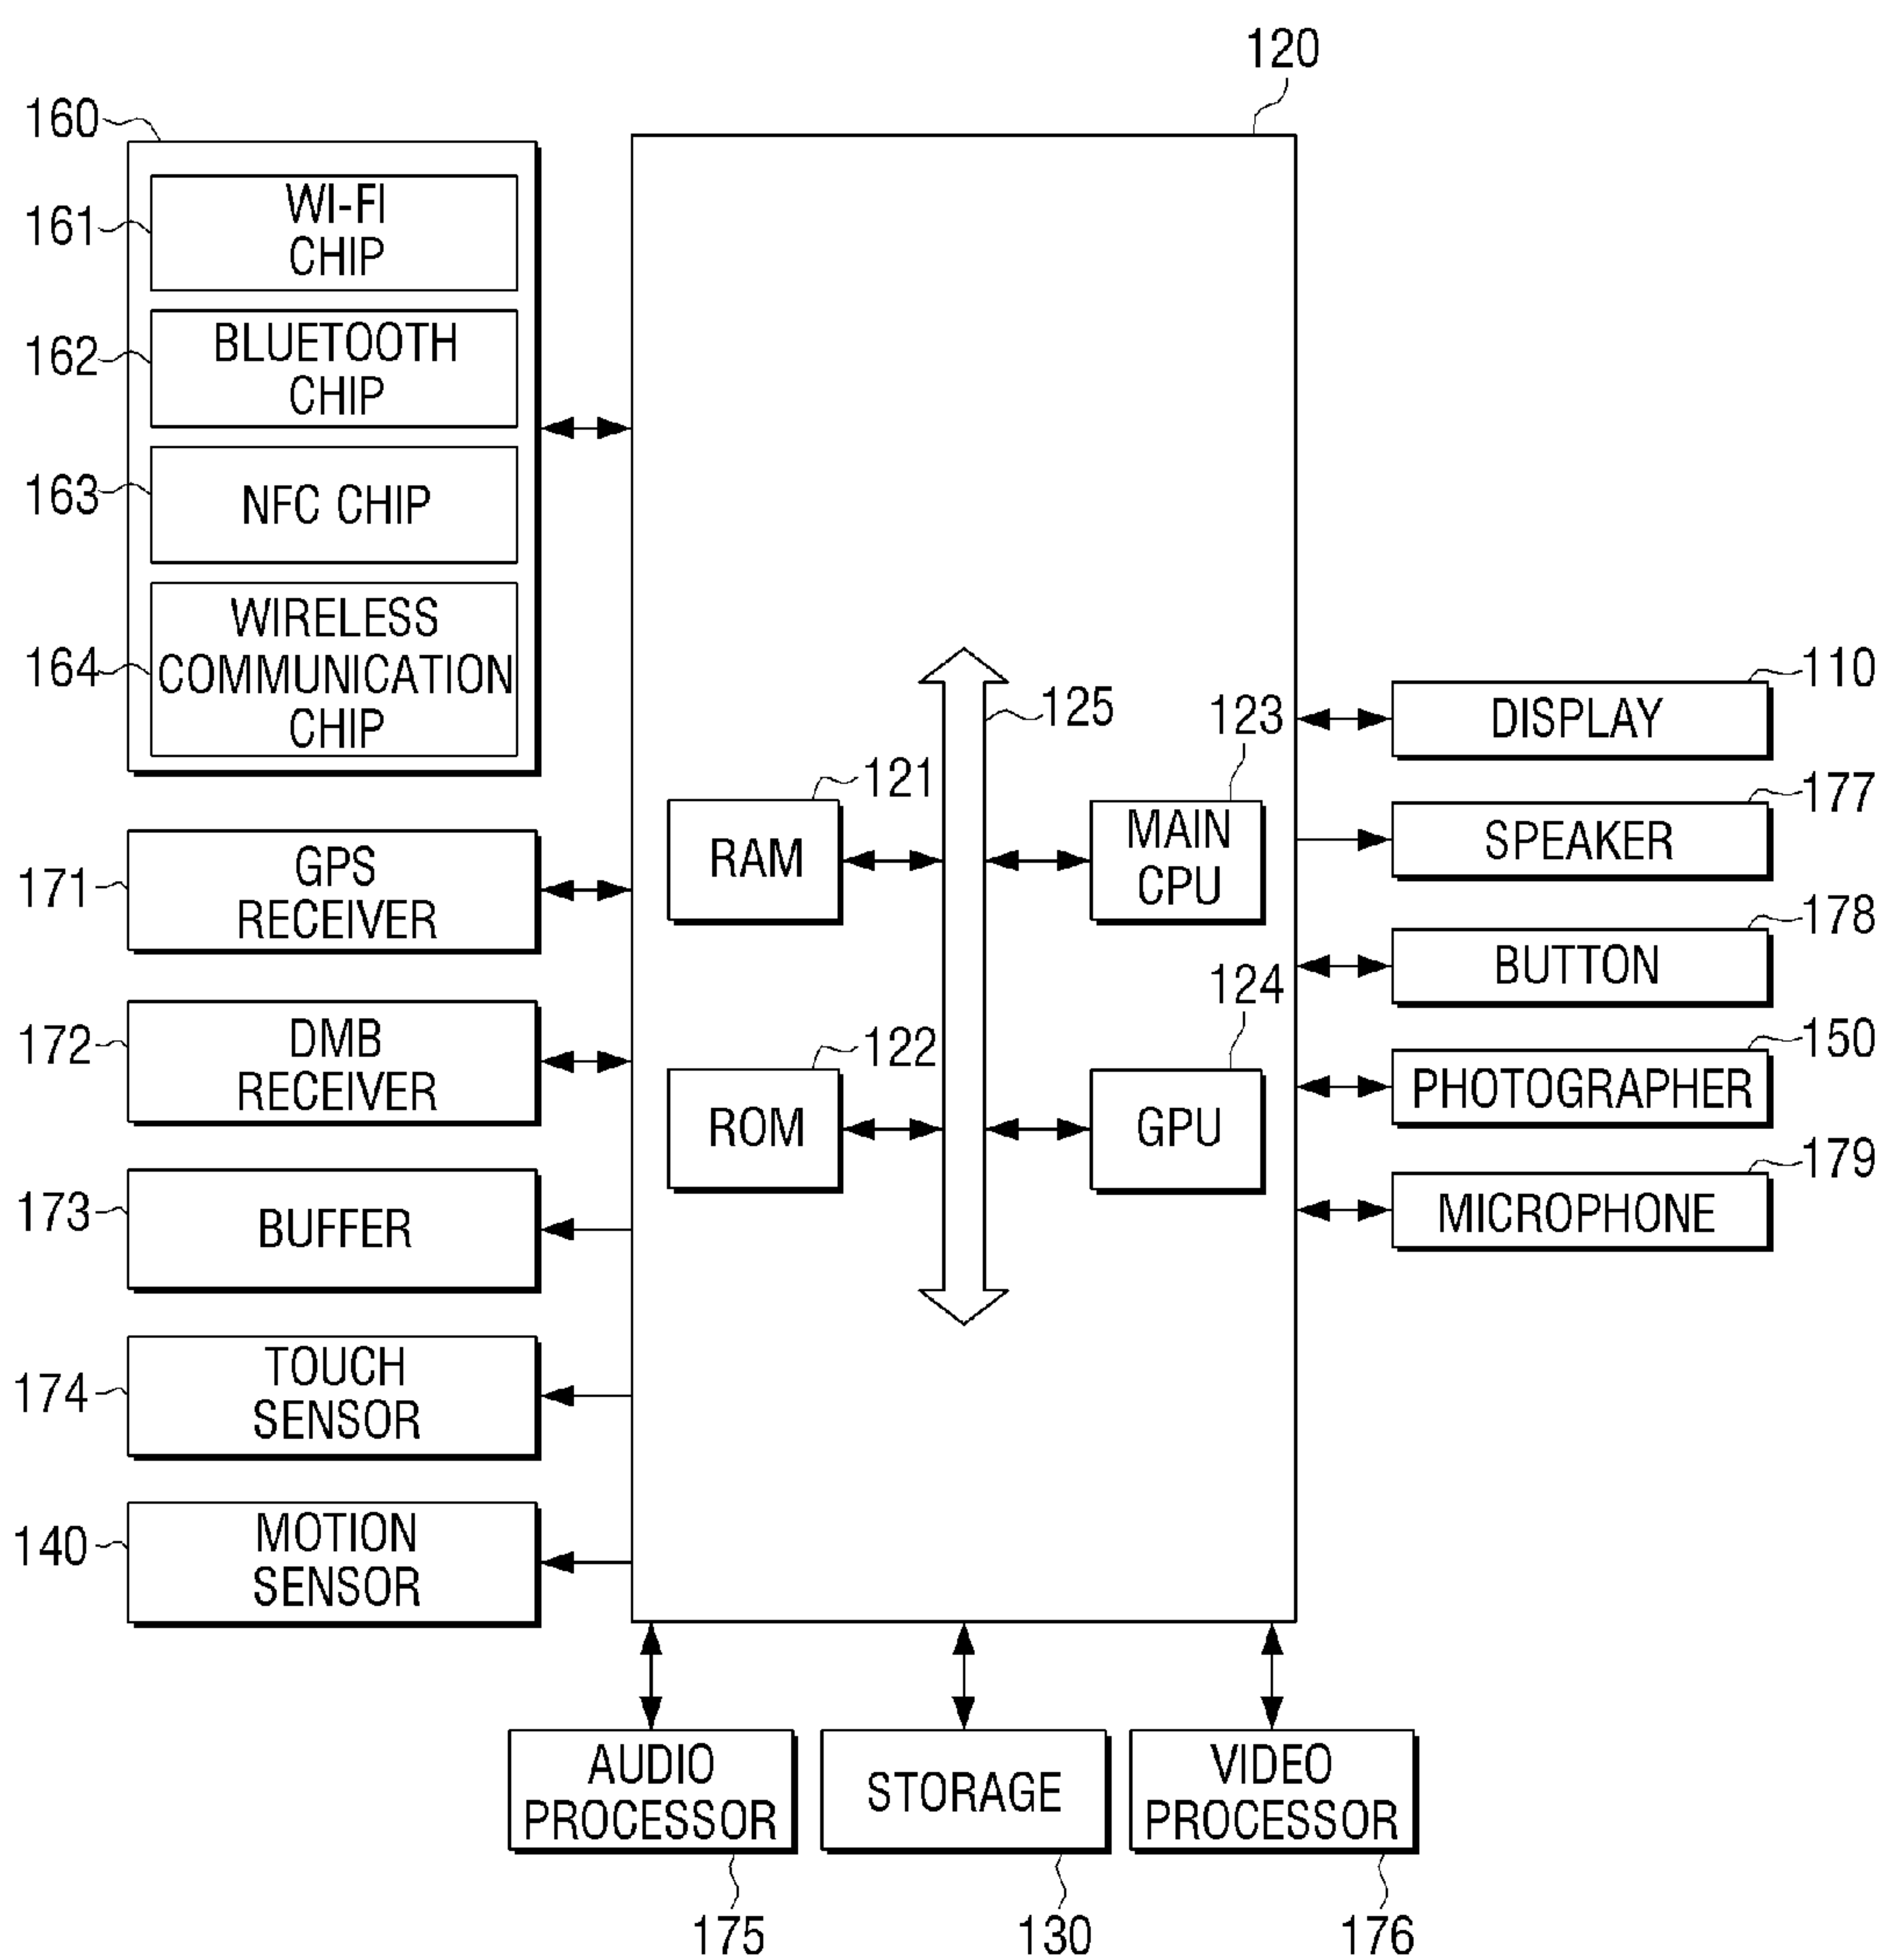 120
160
161
WI-FI
CHIP
162
BLUETOOTH
CHIP
163
NFC CHIP
164
WIRELESS
COMMUNICATION
CHIP
171
GPS
RECEIVER
172
DMB
RECEIVER
173
BUFFER
174
TOUCH
SENSOR
140
MOTION
SENSOR
125
121
RAM
123
MAIN
CPU
122
ROM
124
GPU
110
DISPLAY
177
SPEAKER
178
BUTTON
150
PHOTOGRAPHER
179
MICROPHONE
AUDIO
PROCESSOR
175
STORAGE
130
VIDEO
PROCESSOR
176